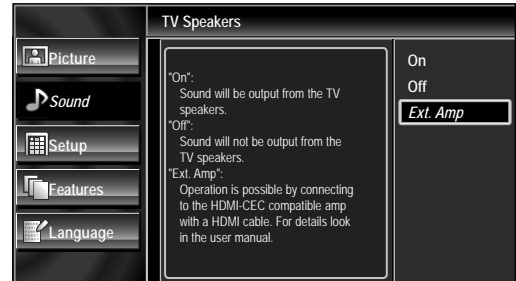 TV Speakers
Picture
Sound
Setup
Features
Language
"On":
Sound will be output from the TV
speakers.
"Off":
Sound will not be output from the
TV speakers.
"Ext. Amp":
Operation is possible by connecting
to the HDMI-CEC compatible amp
with a HDMI cable. For details look
in the user manual.
On
Off
Ext. Amp